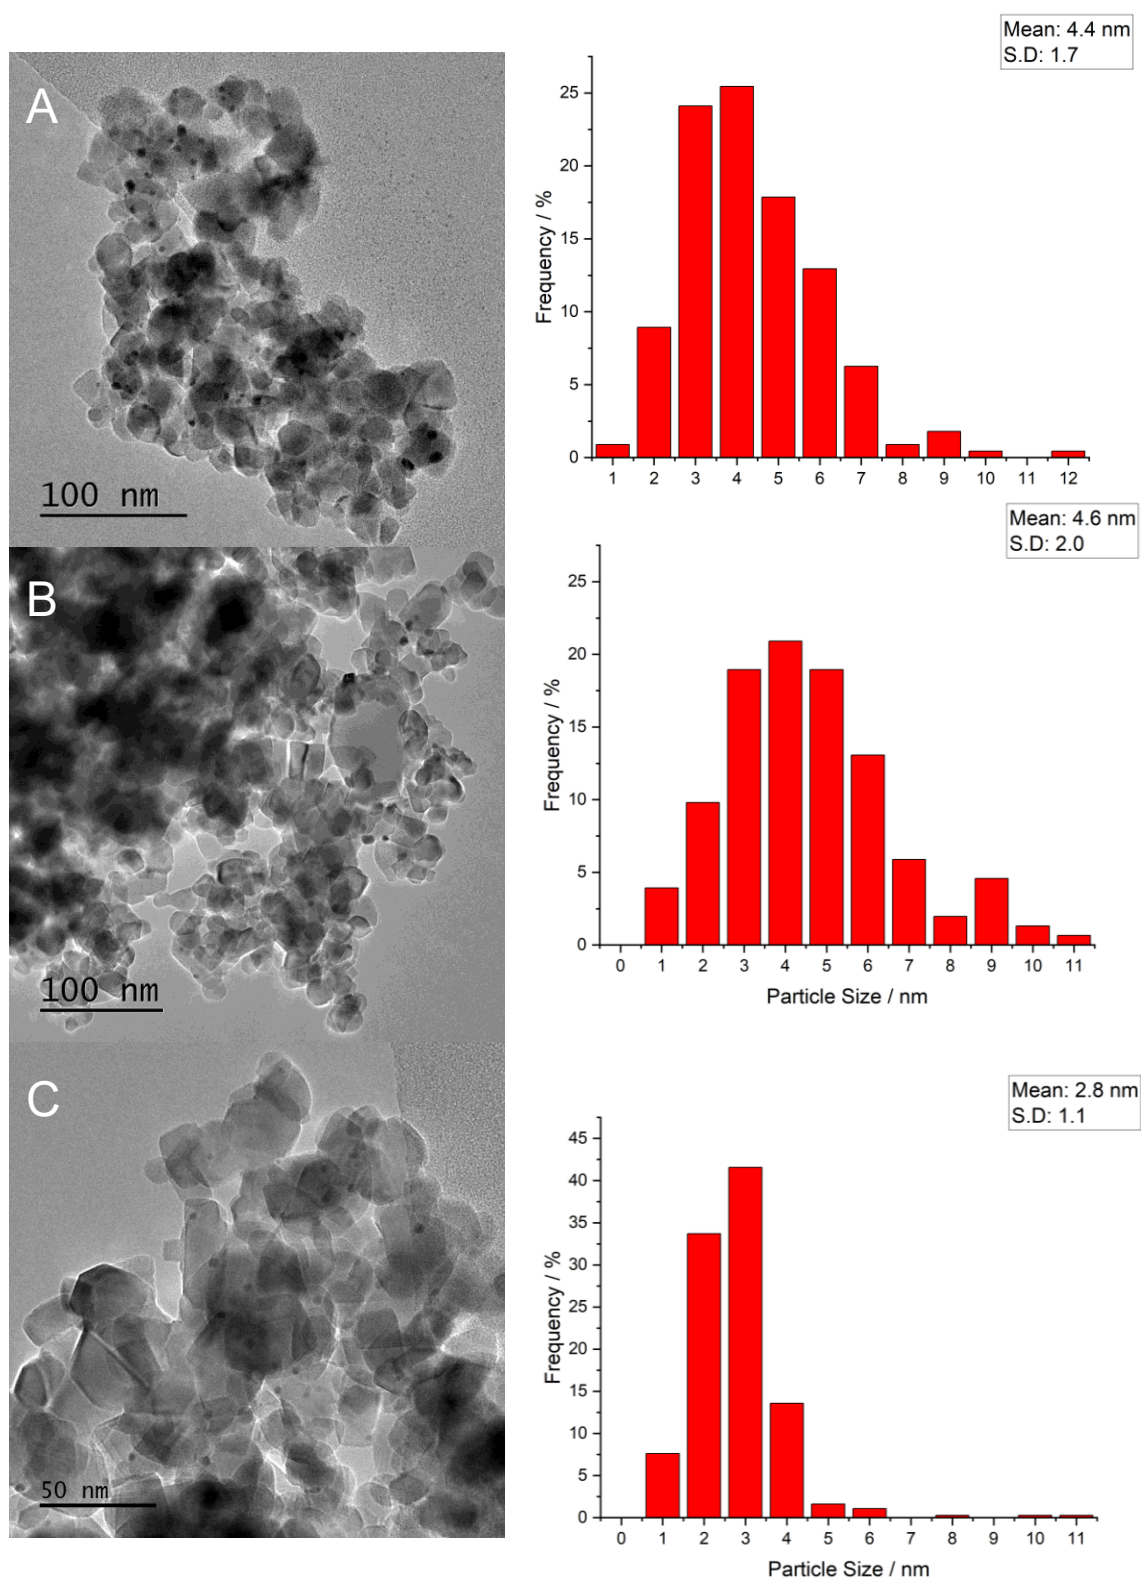 A
100 nm
Mean: 4.4 nm
S.D: 1.7
Frequency / %
25
20
15
10
5
0
1 2 3 4 5 6 7 8 9 10 11 12
B
100 nm
Mean: 4.6 nm
S.D: 2.0
Frequency / %
25
20
15
10
5
0
0 1 2 3 4 5 6 7 8 9 10 11
Particle Size / nm
C
50 nm
Mean: 2.8 nm
S.D: 1.1
Frequency / %
45
40
35
30
25
20
15
10
5
0
0 1 2 3 4 5 6 7 8 9 10 11
Particle Size / nm